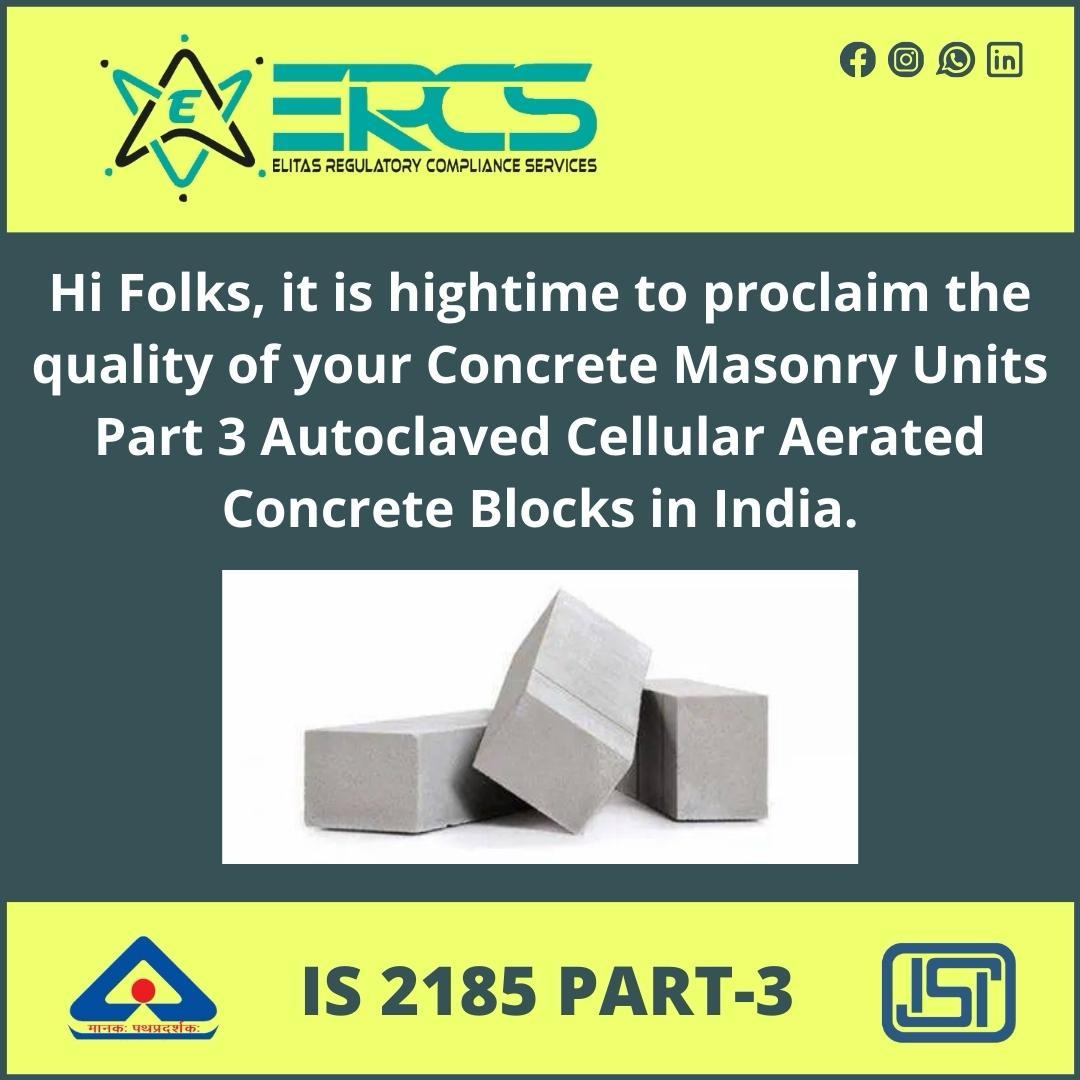 E
ERCS
ELITAS REGULATORY COMPLIANCE SERVICES
Hi Folks, it is hightime to proclaim the
quality of your Concrete Masonry Units
Part 3 Autoclaved Cellular Aerated
Concrete Blocks in India.
मानकः पथप्रदर्शकः
IS 2185 PART-3
ISI